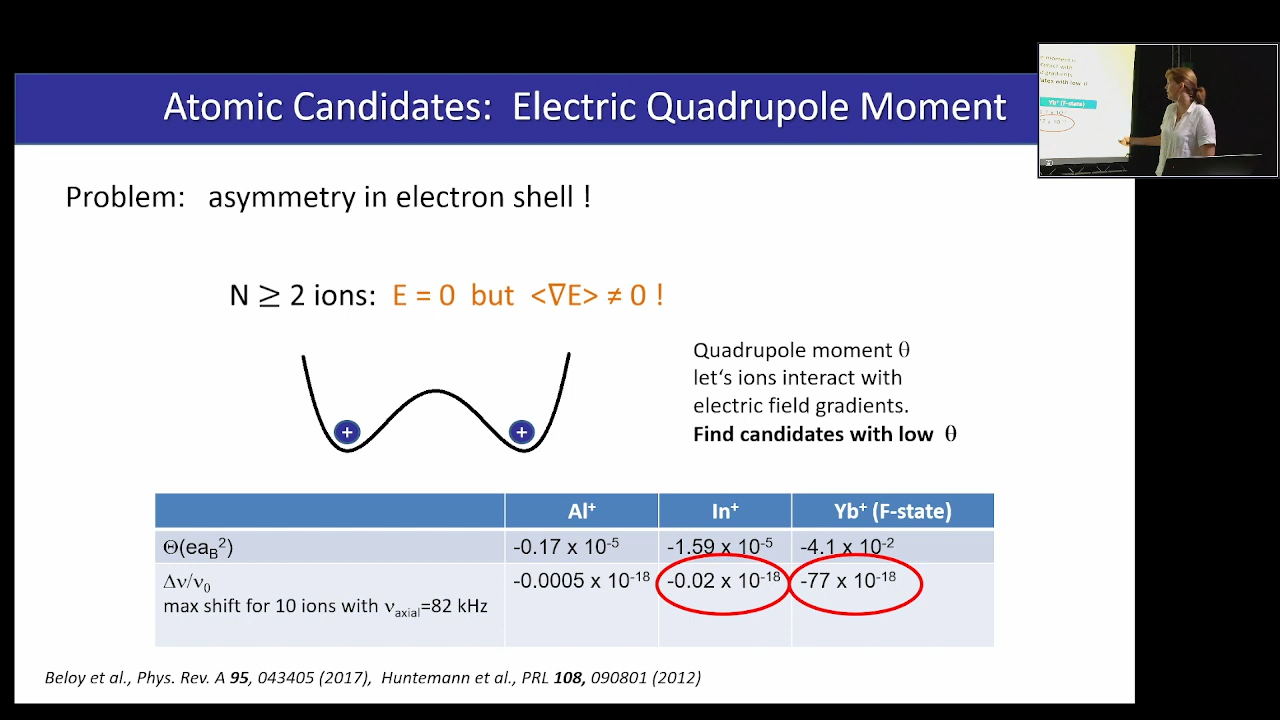 Atomic Candidates: Electric Quadrupole Moment
Problem: asymmetry in electron shell !
N ≥ 2 ions: E = 0 but <∇E> ≠ 0 !
Quadrupole moment θ
let‘s ions interact with
electric field gradients.
Find candidates with low θ
+ +
Al⁺ In⁺ Yb⁺ (F-state)
Θ(ea_B²) -0.17 x 10⁻⁵ -1.59 x 10⁻⁵ -4.1 x 10⁻²
Δν/ν₀ -0.0005 x 10⁻¹⁸ -0.02 x 10⁻¹⁸ -77 x 10⁻¹⁸
max shift for 10 ions with ν_axial=82 kHz
Beloy et al., Phys. Rev. A 95, 043405 (2017), Huntemann et al., PRL 108, 090801 (2012)
Yb⁺ (F-state)